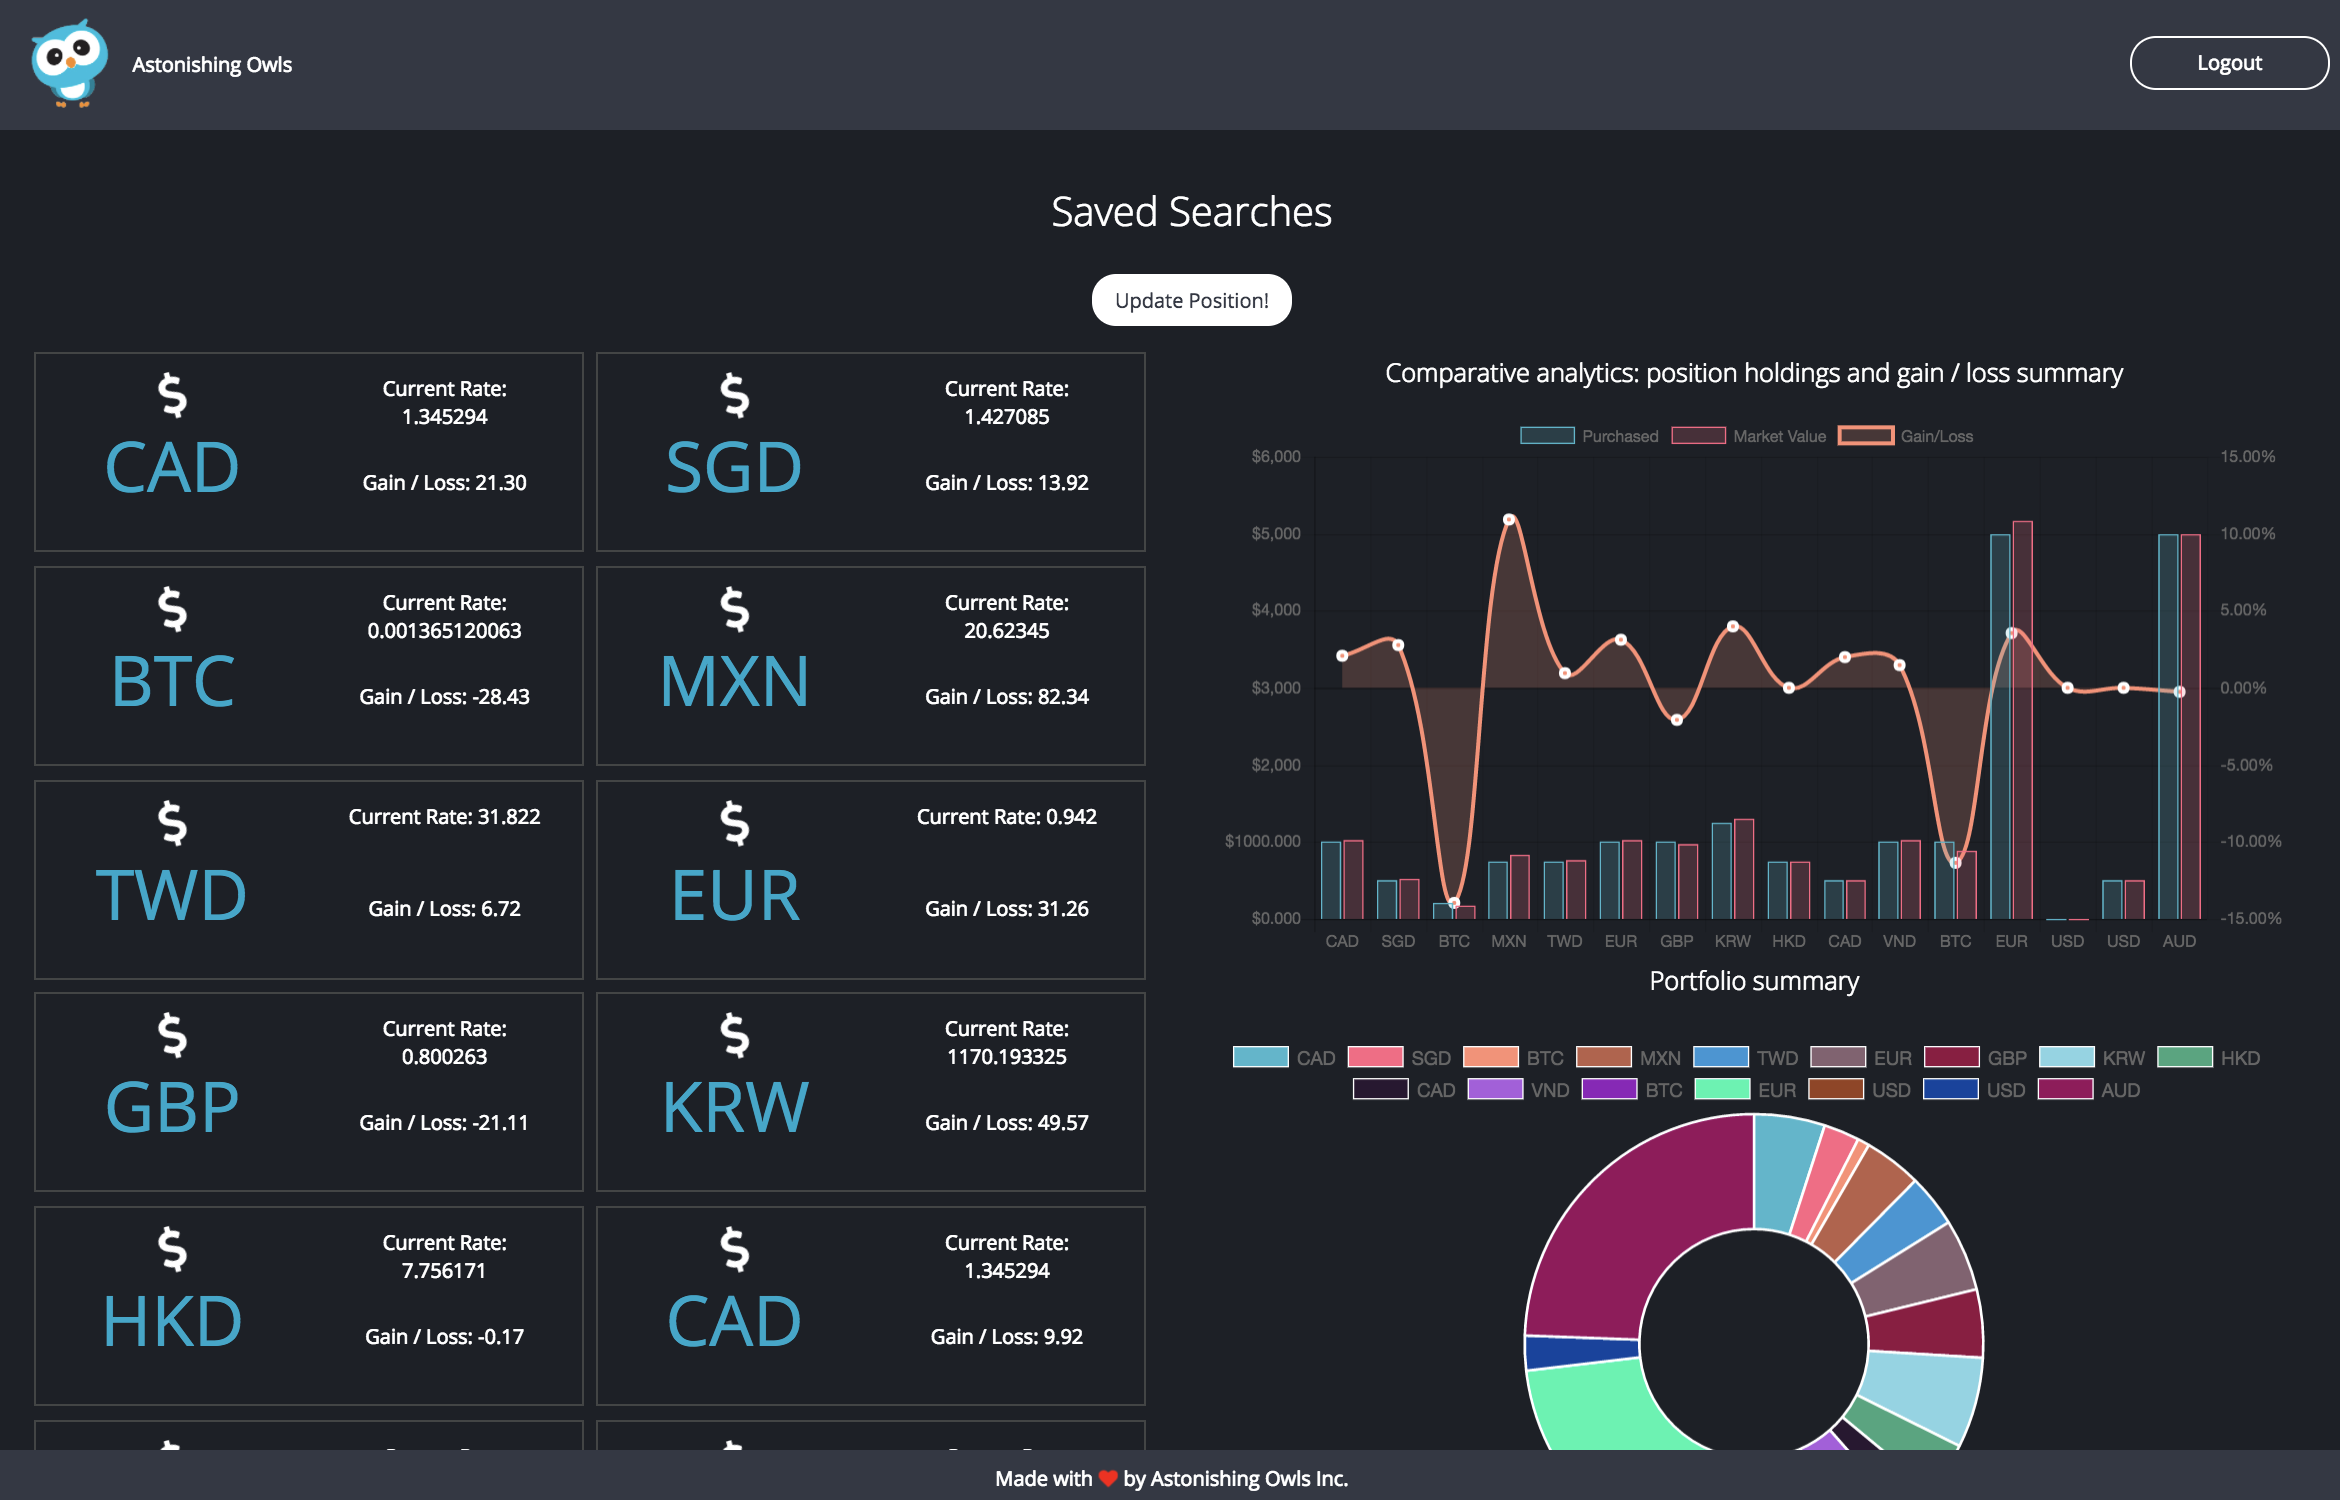 Astonishing Owls
Logout
Saved Searches
Update Position!
$
CAD
Current Rate:
1.345294
Gain / Loss: 21.30
$
SGD
Current Rate:
1.427085
Gain / Loss: 13.92
$
BTC
Current Rate:
0.001365120063
Gain / Loss: -28.43
$
MXN
Current Rate:
20.62345
Gain / Loss: 82.34
$
TWD
Current Rate: 31.822
Gain / Loss: 6.72
$
EUR
Current Rate: 0.942
Gain / Loss: 31.26
$
GBP
Current Rate:
0.800263
Gain / Loss: -21.11
$
KRW
Current Rate:
1170.193325
Gain / Loss: 49.57
$
HKD
Current Rate:
7.756171
Gain / Loss: -0.17
$
CAD
Current Rate:
1.345294
Gain / Loss: 9.92
Comparative analytics: position holdings and gain / loss summary
Purchased Market Value Gain/Loss
$6,000 15.00%
$5,000 10.00%
$4,000 5.00%
$3,000 0.00%
$2,000 -5.00%
$1000.000 -10.00%
$0.000 -15.00%
CAD SGD BTC MXN TWD EUR GBP KRW HKD CAD VND BTC EUR USD USD AUD
Portfolio summary
CAD SGD BTC MXN TWD EUR GBP KRW HKD
CAD VND BTC EUR USD USD AUD
Made with ❤ by Astonishing Owls Inc.